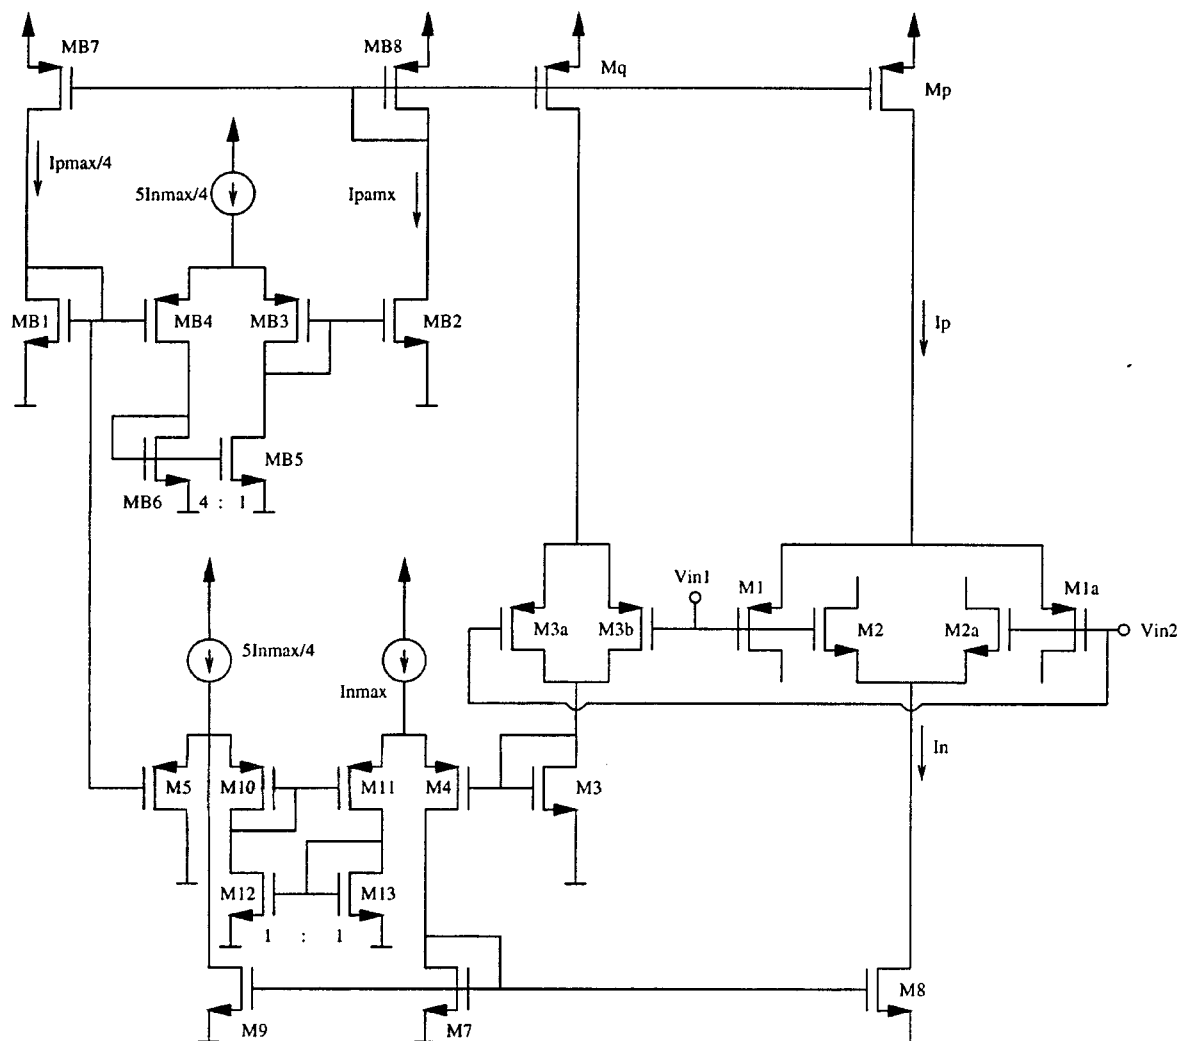 MB7
MB8
Mq
Mp
Ipmax/4
5Inmax/4
Ipamx
MB1
MB4
MB3
MB2
Ip
MB5
MB6
4 : 1
Vin1
M1
M1a
M3a
M3b
M2
M2a
Vin2
5Inmax/4
Inmax
In
M5
M10
M11
M4
M3
M12
M13
1 : 1
M8
M9
M7